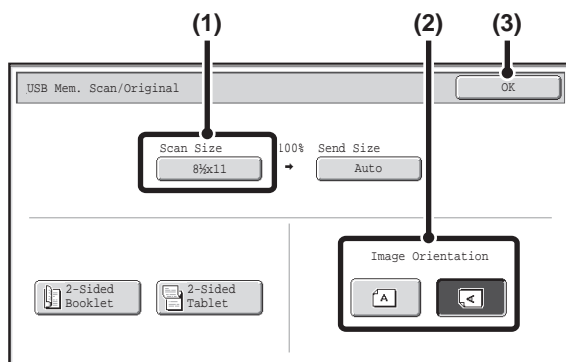 (1) (2) (3)
USB Mem. Scan/Original OK
Scan Size 100% Send Size
8½x11 Auto
Image Orientation
2-Sided Booklet
2-Sided Tablet
A A